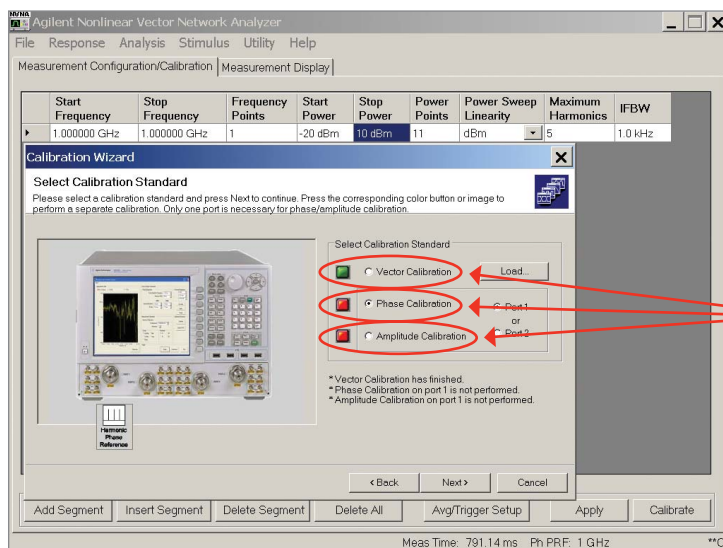 NVNA
Agilent Nonlinear Vector Network Analyzer
File Response Analysis Stimulus Utility Help
Measurement Configuration/Calibration Measurement Display
Start Frequency Stop Frequency Frequency Points Start Power Stop Power Power Points Power Sweep Linearity Maximum Harmonics IFBW
1.000000 GHz 1.000000 GHz 1 -20 dBm 10 dBm 11 dBm 5 1.0 kHz
Calibration Wizard
Select Calibration Standard
Please select a calibration standard and press Next to continue. Press the corresponding color button or image to
perform a separate calibration. Only one port is necessary for phase/amplitude calibration.
Select Calibration Standard
Vector Calibration Load...
Phase Calibration Port 1
or
Amplitude Calibration Port 2
*Vector Calibration has finished.
*Phase Calibration on port 1 is not performed.
*Amplitude Calibration on port 1 is not performed.
Harmonic
Phase
Reference
<Back Next> Cancel
Add Segment Insert Segment Delete Segment Delete All Avg/Trigger Setup Apply Calibrate
Meas Time: 791.14 ms Ph PRF: 1 GHz **C